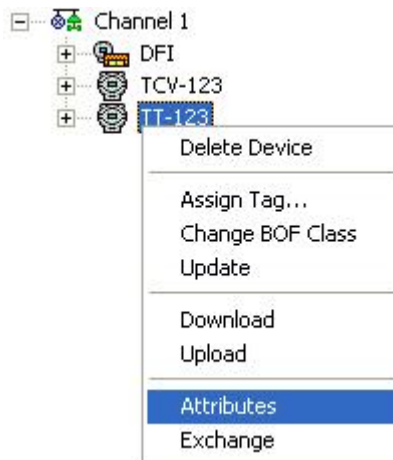 Channel 1
DFI
TCV-123
TT-123
Delete Device
Assign Tag...
Change BOF Class
Update
Download
Upload
Attributes
Exchange